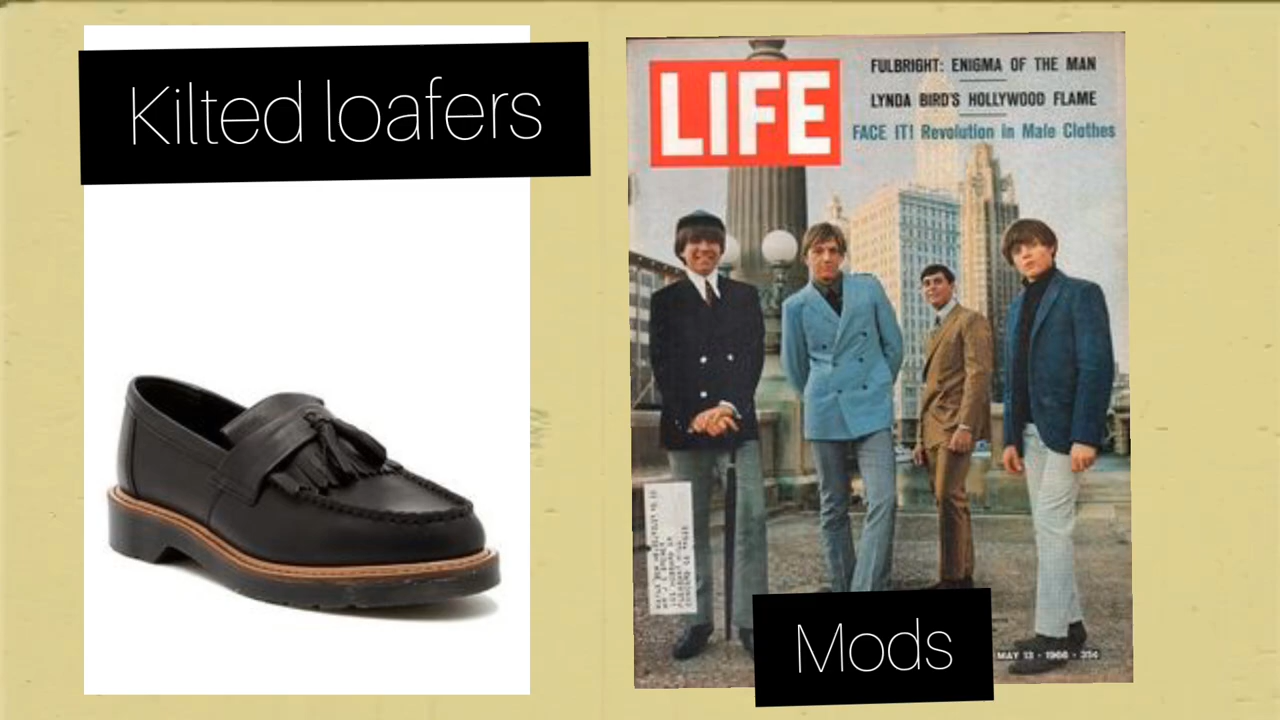 Kilted loafers
LIFE
FULBRIGHT: ENIGMA OF THE MAN
LYNDA BIRD'S HOLLYWOOD FLAME
FACE IT! Revolution in Male Clothes
Mods
MAY 13 · 1966 · 35¢